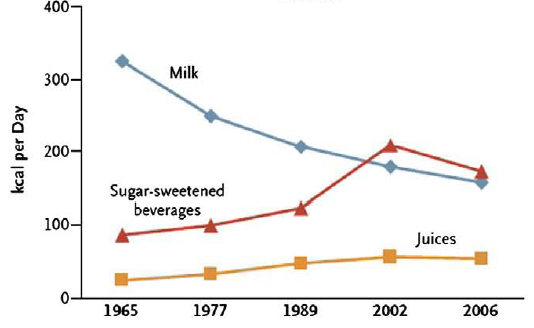 400
300
200
100
0
kcal per Day
Milk
Sugar-sweetened
beverages
Juices
1965 1977 1989 2002 2006